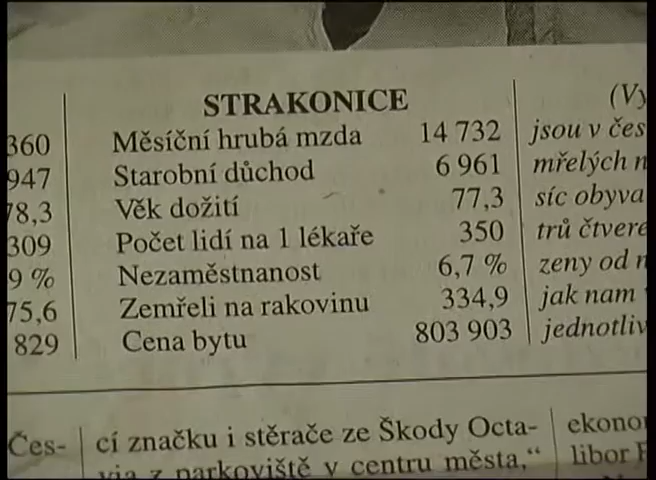 STRAKONICE
360
Měsíční hrubá mzda 14 732
947
Starobní důchod 6 961
78,3
Věk dožití 77,3
309
Počet lidí na 1 lékaře 350
9 %
Nezaměstnanost 6,7 %
75,6
Zemřeli na rakovinu 334,9
829
Cena bytu 803 903
(Vy
jsou v čes
mřelých n
síc obyva
trů čtvere
zeny od n
jak nam
jednotliv
Čes-
cí značku i stěrače ze Škody Octa-
via z parkoviště v centru města,“
ekonor
libor